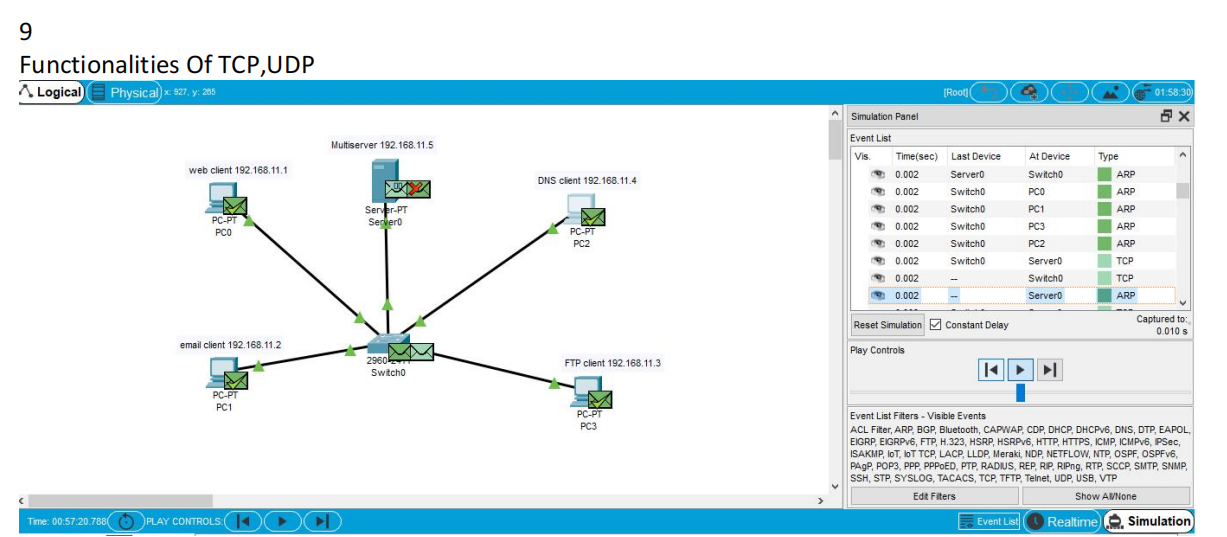 9
Functionalities Of TCP,UDP
Logical
Physical x: 927, y: 265
[Root]
01:58:30
Multiserver 192.168.11.5
Server-PT
Server0
web client 192.168.11.1
PC-PT
PC0
DNS client 192.168.11.4
PC-PT
PC2
email client 192.168.11.2
PC-PT
PC1
Switch0
FTP client 192.168.11.3
PC-PT
PC3
Simulation Panel
Event List
Vis. Time(sec) Last Device At Device Type
0.002 Server0 Switch0 ARP
0.002 Switch0 PC0 ARP
0.002 Switch0 PC1 ARP
0.002 Switch0 PC3 ARP
0.002 Switch0 PC2 ARP
0.002 Switch0 Server0 TCP
0.002 -- Switch0 TCP
0.002 -- Server0 ARP
Reset Simulation Constant Delay
Captured to:
0.010 s
Play Controls
Event List Filters - Visible Events
ACL Filter, ARP, BGP, Bluetooth, CAPWAP, CDP, DHCP, DHCPv6, DNS, DTP, EAPOL,
EIGRP, EIGRPv6, FTP, H.323, HSRP, HSRPv6, HTTP, HTTPS, ICMP, ICMPv6, IPSec,
ISAKMP, IoT, IoT TCP, LACP, LLDP, Meraki, NDP, NETFLOW, NTP, OSPF, OSPFv6,
PAgP, POP3, PPP, PPPoED, PTP, RADIUS, REP, RIP, RIPng, RTP, SCCP, SMTP, SNMP,
SSH, STP, SYSLOG, TACACS, TCP, TFTP, Telnet, UDP, USB, VTP
Edit Filters
Show All/None
Time: 00:57:20.788 PLAY CONTROLS:
Event List
Realtime
Simulation